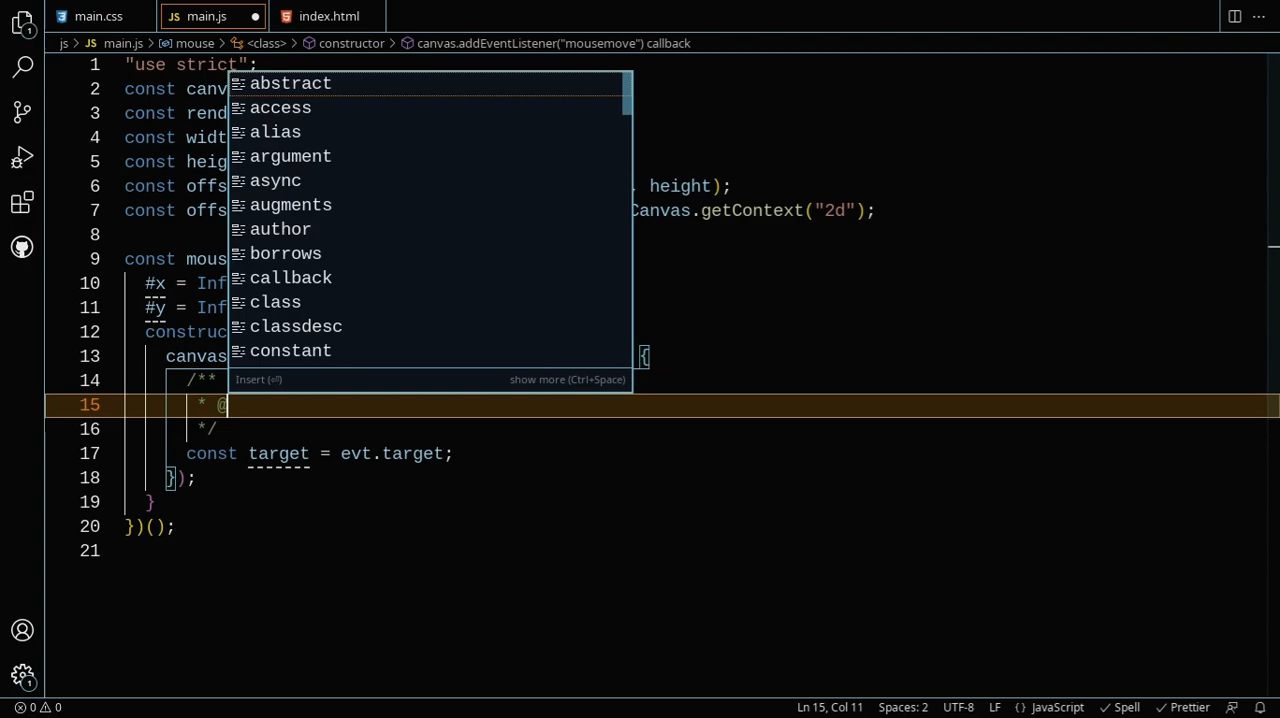 main.css
JS main.js
index.html
js > JS main.js > mouse > <class> > constructor > canvas.addEventListener("mousemove") callback
1 "use strict";
2 const canv
3 const rend
4 const widt
5 const heig
6 const offs , height);
7 const offs Canvas.getContext("2d");
8
9 const mous
10 #x = Inf
11 #y = Inf
12 construc
13 canvas {
14 /**
15 * @
16 */
17 const target = evt.target;
18 });
19 }
20 })();
21
abstract
access
alias
argument
async
augments
author
borrows
callback
class
classdesc
constant
Insert (⏎) show more (Ctrl+Space)
1
1
0 0 Ln 15, Col 11 Spaces: 2 UTF-8 LF {} JavaScript ✓ Spell ✓ Prettier